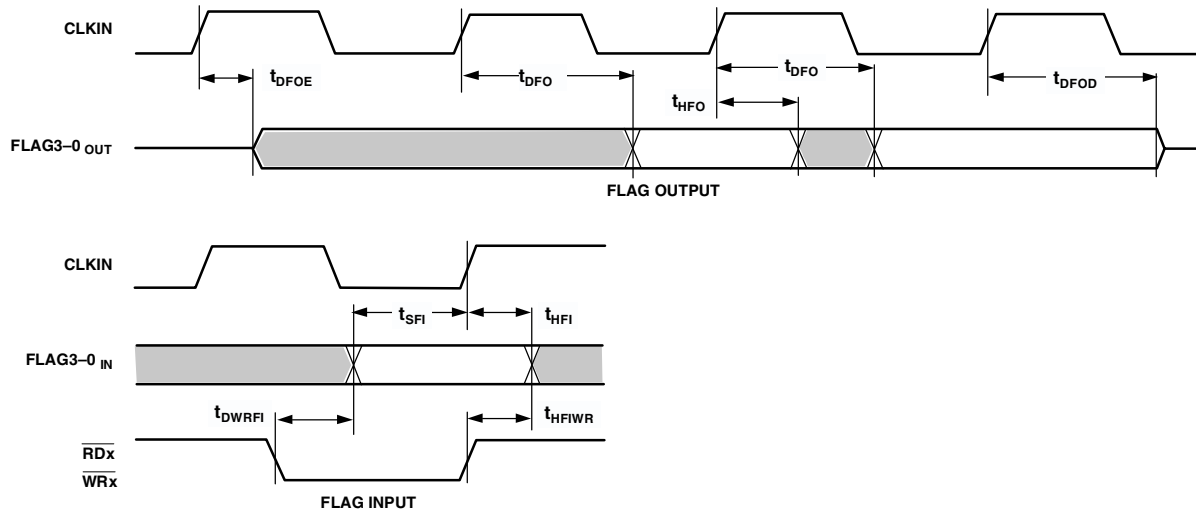 CLKIN
tDFOE
tDFO
tDFO
tHFO
tDFOD
FLAG3–0 OUT
FLAG OUTPUT
CLKIN
tSFI
tHFI
FLAG3–0 IN
tDWRFI
tHFIWR
RDx
WRx
FLAG INPUT